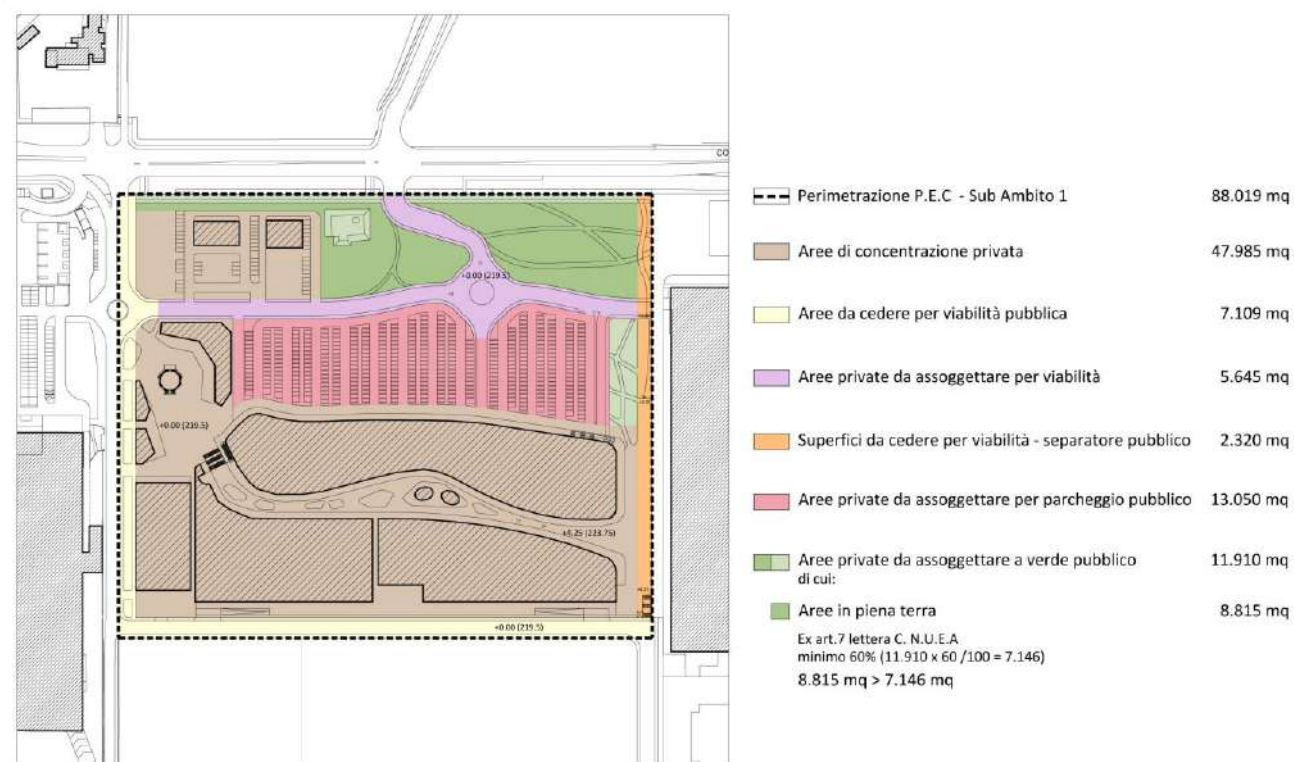 CO
+0.00 (219.5)
+0.00 (219.5)
+4.25 (223.75)
+0.00 (219.5)
Perimetrazione P.E.C - Sub Ambito 1 88.019 mq
Aree di concentrazione privata 47.985 mq
Aree da cedere per viabilità pubblica 7.109 mq
Aree private da assoggettare per viabilità 5.645 mq
Superfici da cedere per viabilità - separatore pubblico 2.320 mq
Aree private da assoggettare per parcheggio pubblico 13.050 mq
Aree private da assoggettare a verde pubblico 11.910 mq
di cui:
Aree in piena terra 8.815 mq
Ex art.7 lettera C. N.U.E.A
minimo 60% (11.910 x 60 /100 = 7.146)
8.815 mq > 7.146 mq